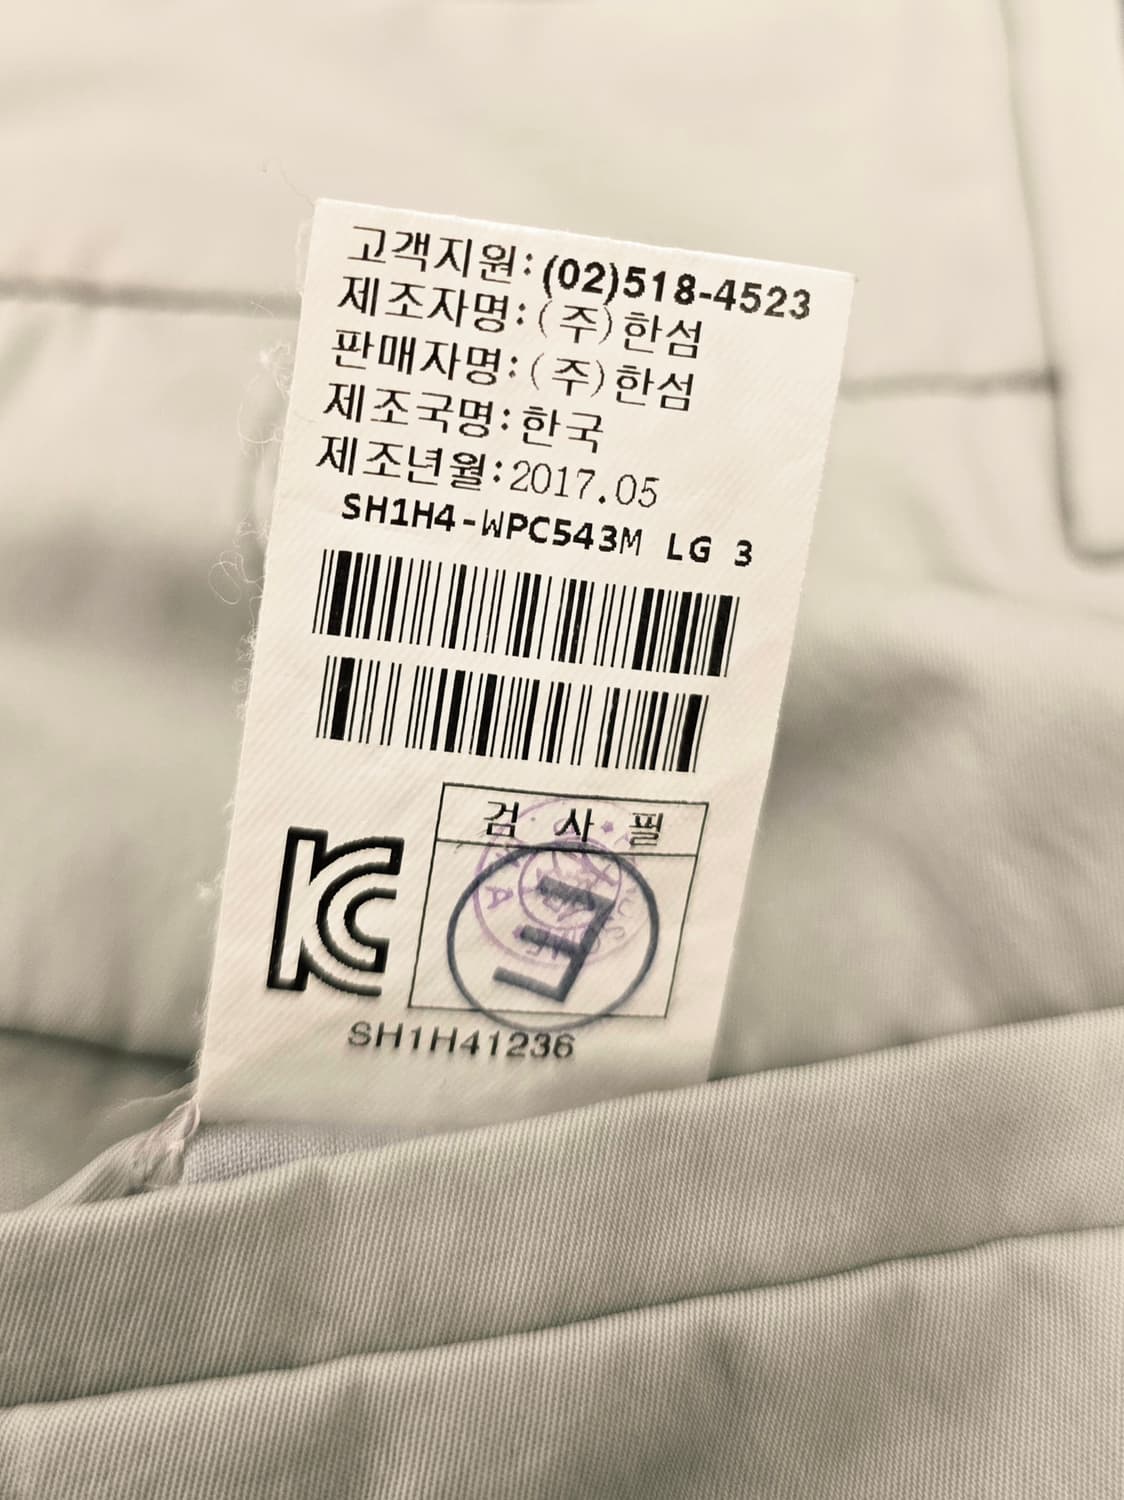 고객지원:(02)518-4523
제조자명:(주)한섬
판매자명:(주)한섬
제조국명:한국
제조년월:2017.05
SH1H4-WPC543M LG 3
검 사 필
KC
SH1H41236